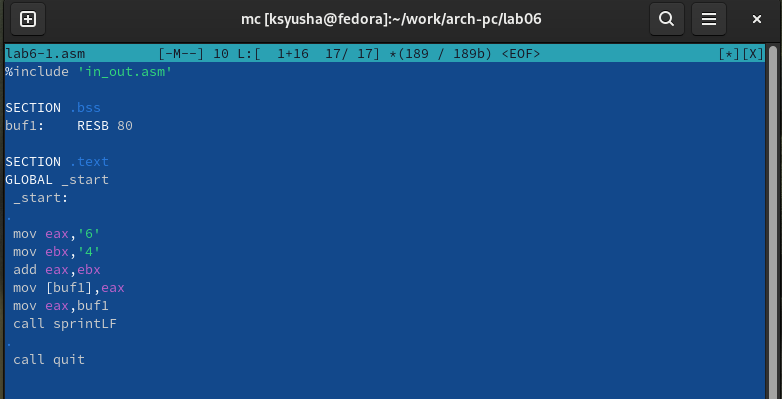 mc [ksyusha@fedora]:~/work/arch-pc/lab06
lab6-1.asm [-M--] 10 L:[ 1+16 17/ 17] *(189 / 189b) <EOF> [*][X]
%include 'in_out.asm'
SECTION .bss
buf1: RESB 80
SECTION .text
GLOBAL _start
_start:
.
mov eax,'6'
mov ebx,'4'
add eax,ebx
mov [buf1],eax
mov eax,buf1
call sprintLF
.
call quit